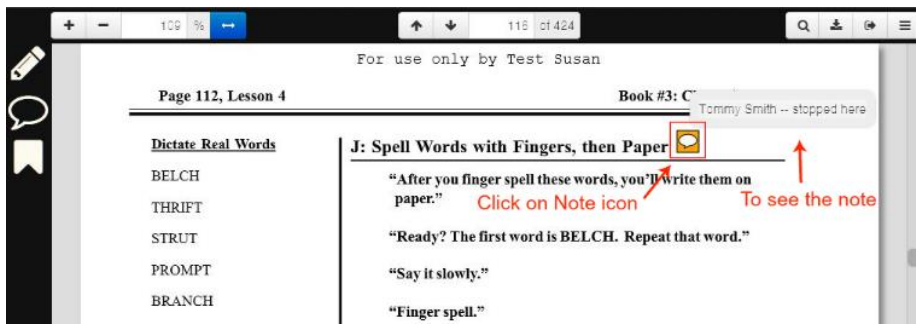 109 %
116 of 424
For use only by Test Susan
Page 112, Lesson 4
Book #3:
Tommy Smith -- stopped here
Dictate Real Words
J: Spell Words with Fingers, then Paper
BELCH
THRIFT
STRUT
PROMPT
BRANCH
“After you finger spell these words, you’ll write them on
paper.”
Click on Note icon
To see the note
“Ready? The first word is BELCH. Repeat that word.”
“Say it slowly.”
“Finger spell.”